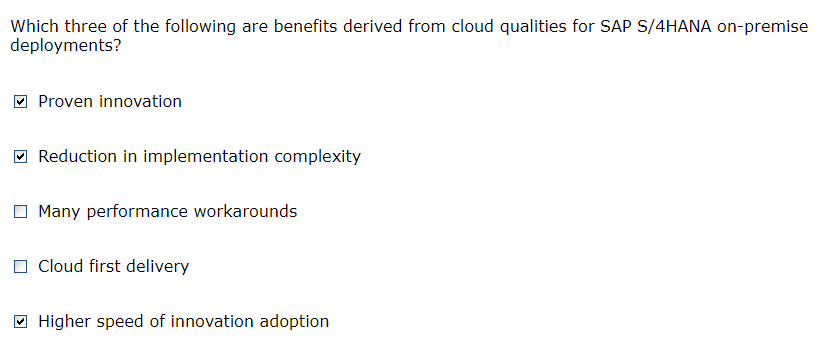 Which three of the following are benefits derived from cloud qualities for SAP S/4HANA on-premise
deployments?
Proven innovation
Reduction in implementation complexity
Many performance workarounds
Cloud first delivery
Higher speed of innovation adoption